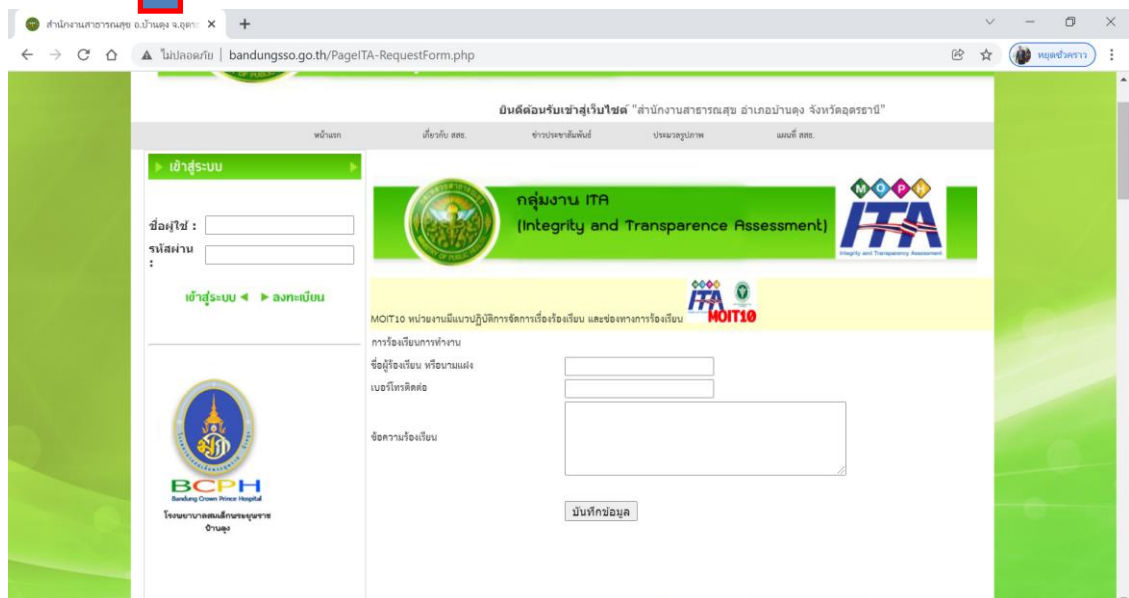 สำนักงานสาธารณสุข อ.บ้านดุง จ.อุดร
ไม่ปลอดภัย | bandungsso.go.th/PageITA-RequestForm.php
หยุดชั่วคราว
ยินดีต้อนรับเข้าสู่เว็บไซต์ "สำนักงานสาธารณสุข อำเภอบ้านดุง จังหวัดอุดรธานี"
หน้าแรก เกี่ยวกับ สสอ. ข่าวประชาสัมพันธ์ ประมวลรูปภาพ แผนที่ สสอ.
เข้าสู่ระบบ
ชื่อผู้ใช้ :
รหัสผ่าน
:
เข้าสู่ระบบ ลงทะเบียน
กลุ่มงาน ITA
(Integrity and Transparence Assessment)
MOPH
ITA
Integrity and Transparency Assessment
ITA
MOIT10 หน่วยงานมีแนวปฏิบัติการจัดการเรื่องร้องเรียน และช่องทางการร้องเรียน MOIT10
การร้องเรียนการทำงาน
ชื่อผู้ร้องเรียน หรือนามแฝง
เบอร์โทรติดต่อ
ข้อความร้องเรียน
บันทึกข้อมูล
BCPH
Bandung Crown Prince Hospital
โรงพยาบาลสมเด็จพระยุพราช
บ้านดุง